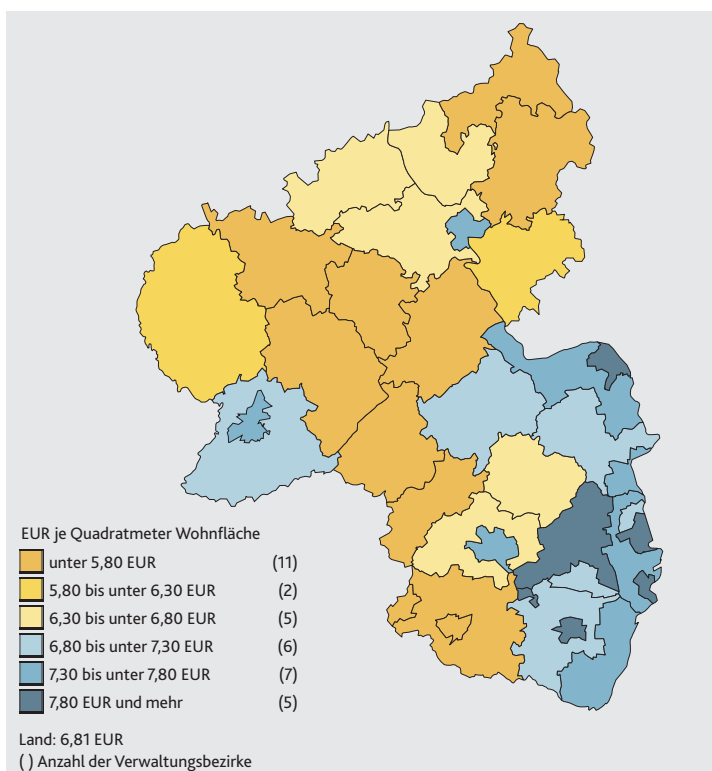 EUR je Quadratmeter Wohnfläche
unter 5,80 EUR (11)
5,80 bis unter 6,30 EUR (2)
6,30 bis unter 6,80 EUR (5)
6,80 bis unter 7,30 EUR (6)
7,30 bis unter 7,80 EUR (7)
7,80 EUR und mehr (5)
Land: 6,81 EUR
( ) Anzahl der Verwaltungsbezirke